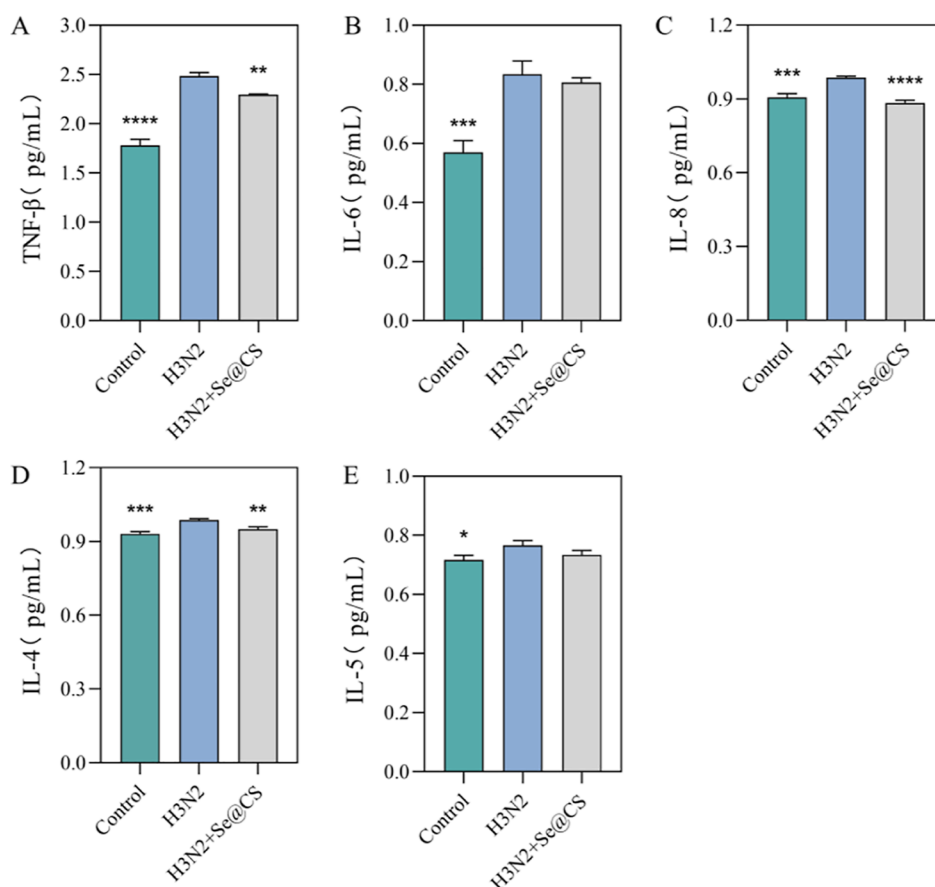 A
TNF-β( pg/mL)
3.0
2.5
2.0
1.5
1.0
0.5
0.0
****
**
Control
H3N2
H3N2+Se@CS
B
IL-6( pg/mL)
1.0
0.8
0.6
0.4
0.2
0.0
***
Control
H3N2
H3N2+Se@CS
C
IL-8( pg/mL)
1.2
0.9
0.6
0.3
0.0
***
****
Control
H3N2
H3N2+Se@CS
D
IL-4( pg/mL)
1.2
0.9
0.6
0.3
0.0
***
**
Control
H3N2
H3N2+Se@CS
E
IL-5( pg/mL)
1.0
0.8
0.6
0.4
0.2
0.0
*
Control
H3N2
H3N2+Se@CS